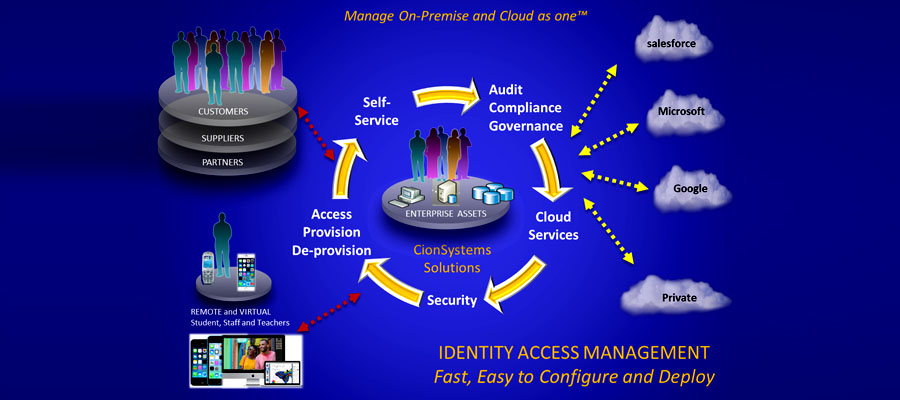 Manage On-Premise and Cloud as one™
CUSTOMERS
SUPPLIERS
PARTNERS
Self-
Service
Audit
Compliance
Governance
salesforce
Microsoft
Google
Private
ENTERPRISE ASSETS
Access
Provision
De-provision
Cloud
Services
CionSystems
Solutions
Security
REMOTE and VIRTUAL
Student, Staff and Teachers
IDENTITY ACCESS MANAGEMENT
Fast, Easy to Configure and Deploy